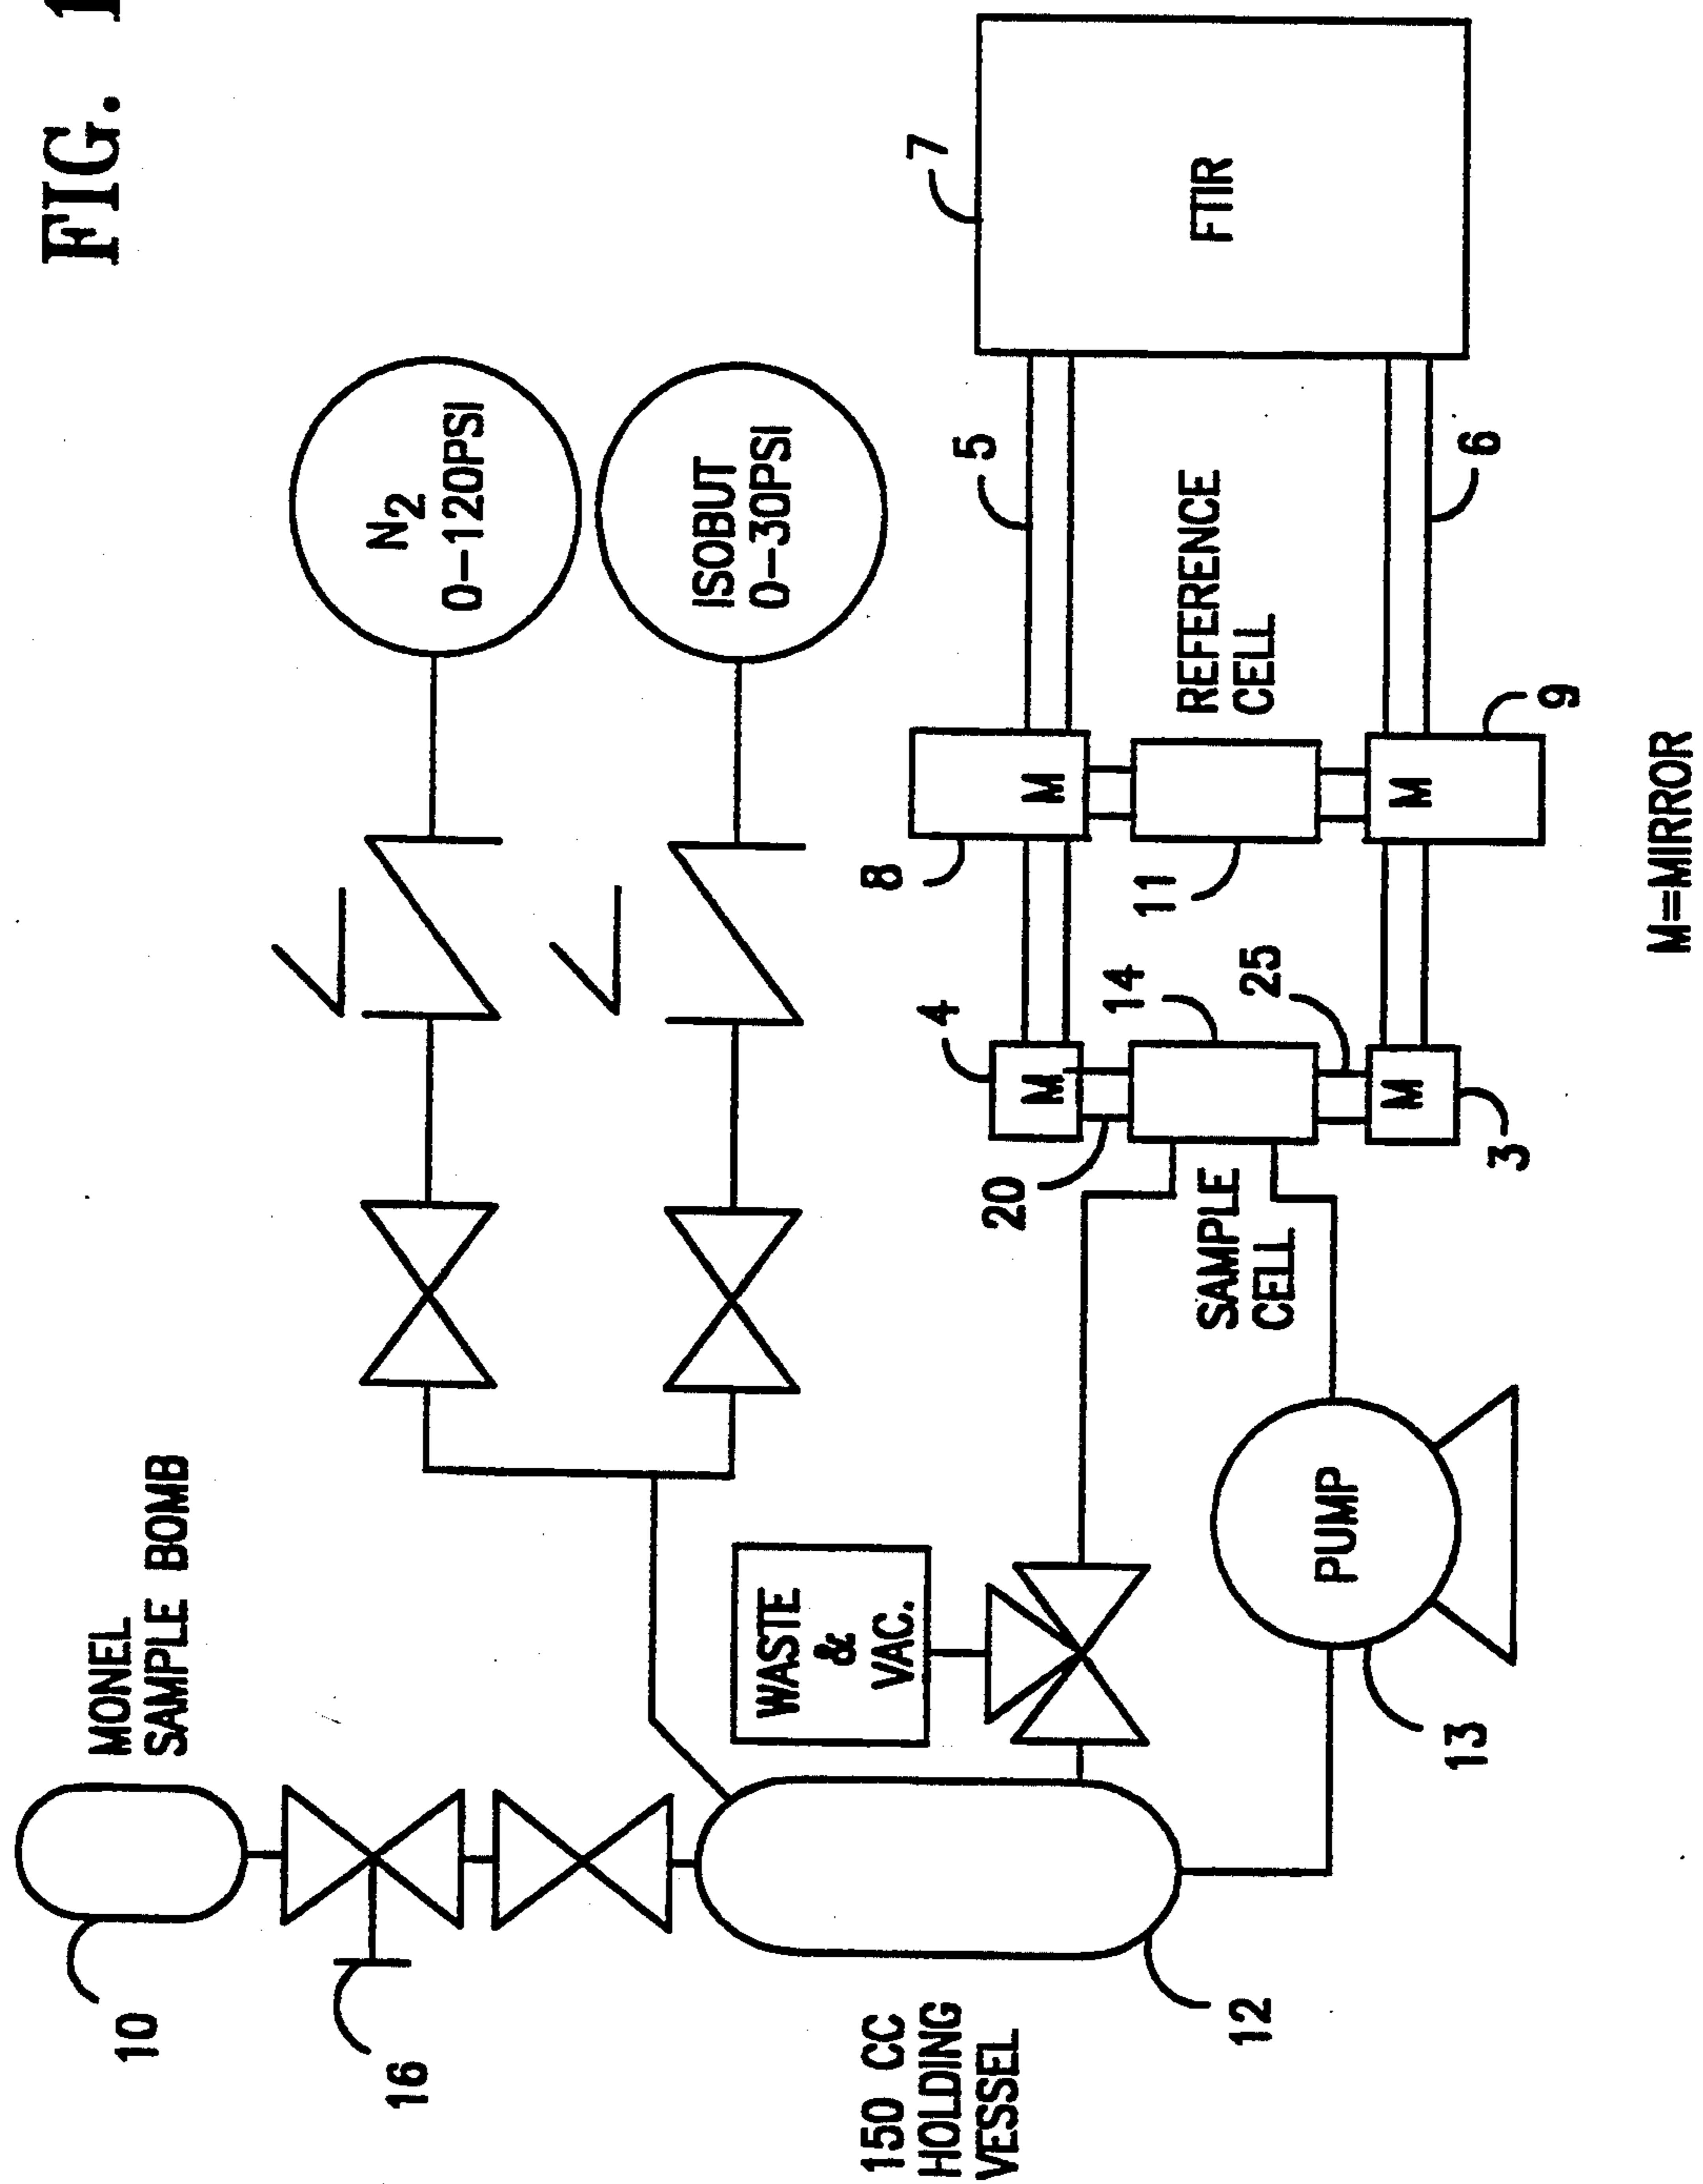 FIG. 1
MONEL
SAMPLE BOMB
10
16
N2
0-120PSI
ISOBUT
0-30PSI
150 CC
HOLDING
VESSEL
12
WASTE
&
VAC.
PUMP
13
SAMPLE
CELL
20
4
M
14
25
M
3
8
M
11
M
9
REFERENCE
CELL
5
6
7
FTIR
M=MIRROR